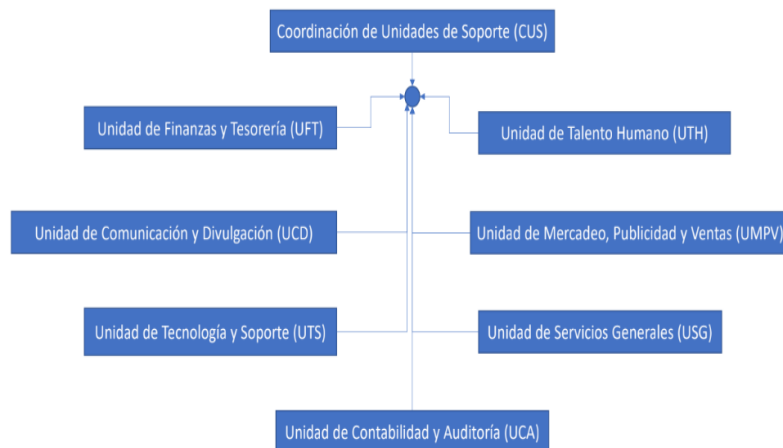 Coordinación de Unidades de Soporte (CUS)
Unidad de Finanzas y Tesorería (UFT)
Unidad de Talento Humano (UTH)
Unidad de Comunicación y Divulgación (UCD)
Unidad de Mercadeo, Publicidad y Ventas (UMPV)
Unidad de Tecnología y Soporte (UTS)
Unidad de Servicios Generales (USG)
Unidad de Contabilidad y Auditoría (UCA)